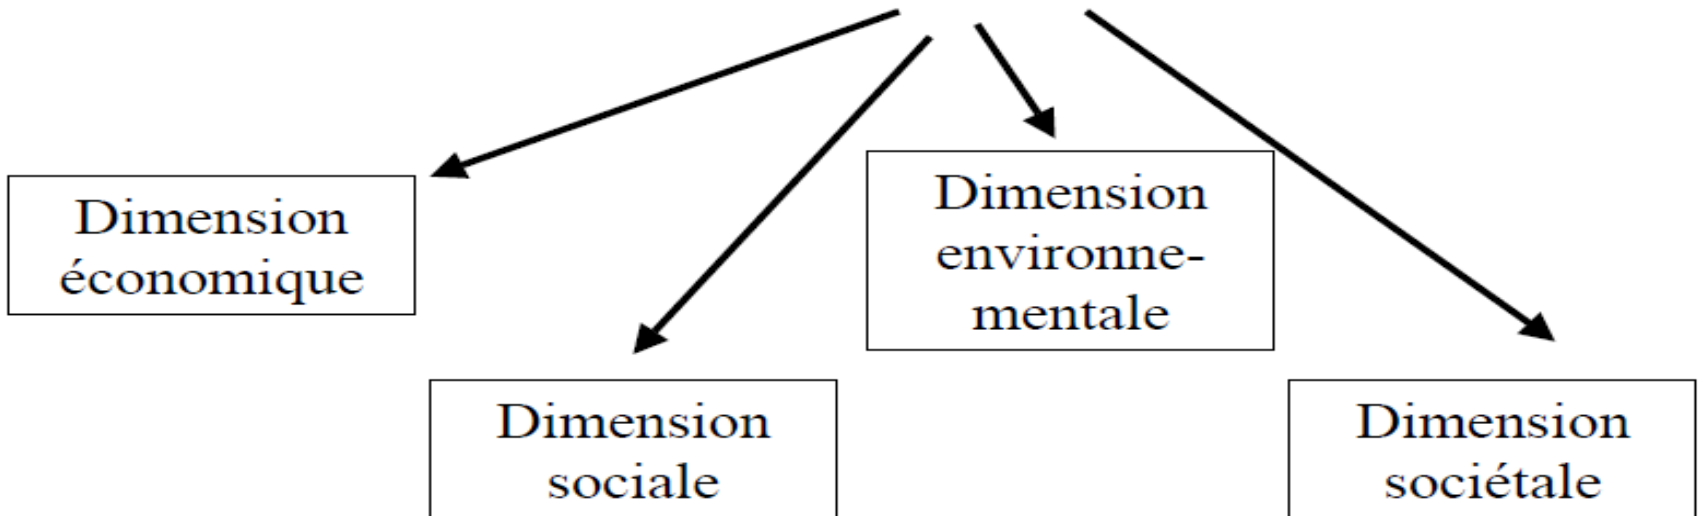 Dimension
économique
Dimension
sociale
Dimension
environne-
mentale
Dimension
sociétale